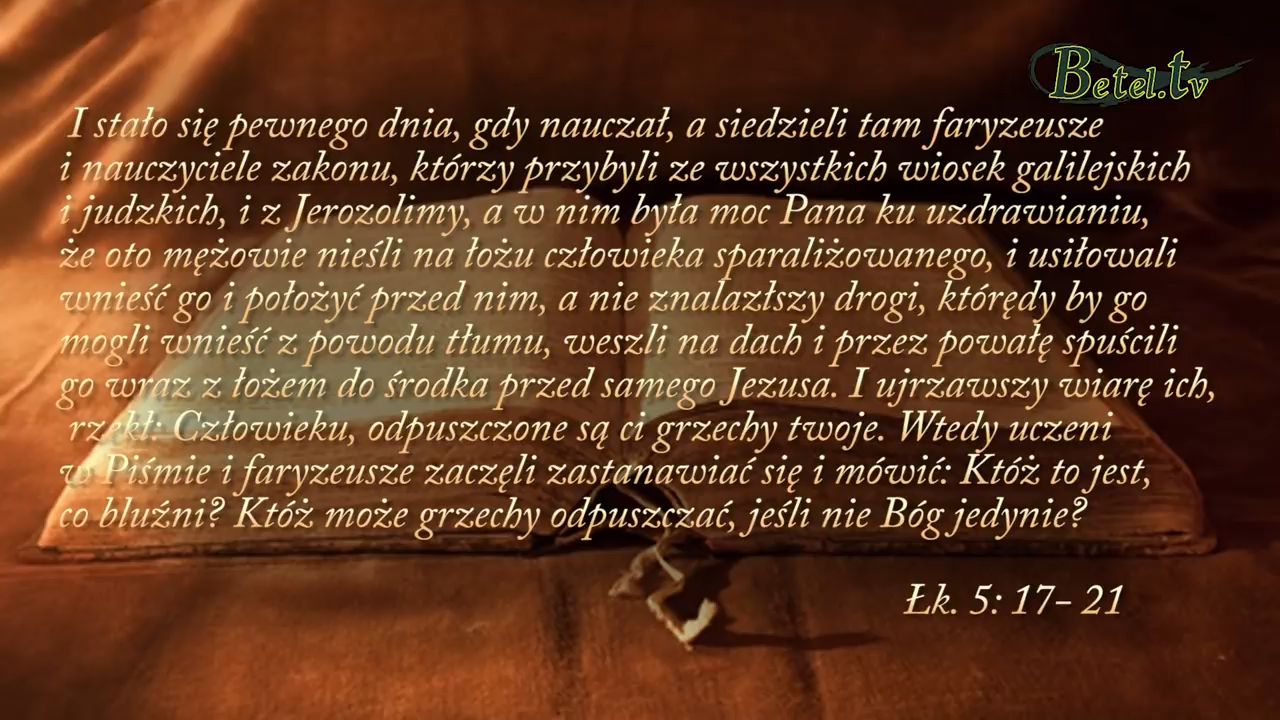 Betel.tv
I stało się pewnego dnia, gdy nauczał, a siedzieli tam faryzeusze
i nauczyciele zakonu, którzy przybyli ze wszystkich wiosek galilejskich
i judzkich, i z Jerozolimy, a w nim była moc Pana ku uzdrawianiu,
że oto mężowie nieśli na łożu człowieka sparaliżowanego, i usiłowali
wnieść go i położyć przed nim, a nie znalazłszy drogi, którędy by go
mogli wnieść z powodu tłumu, weszli na dach i przez powałę spuścili
go wraz z łożem do środka przed samego Jezusa. I ujrzawszy wiarę ich,
rzekł: Człowieku, odpuszczone są ci grzechy twoje. Wtedy uczeni
w Piśmie i faryzeusze zaczęli zastanawiać się i mówić: Któż to jest,
co bluźni? Któż może grzechy odpuszczać, jeśli nie Bóg jedynie?
Łk. 5: 17- 21